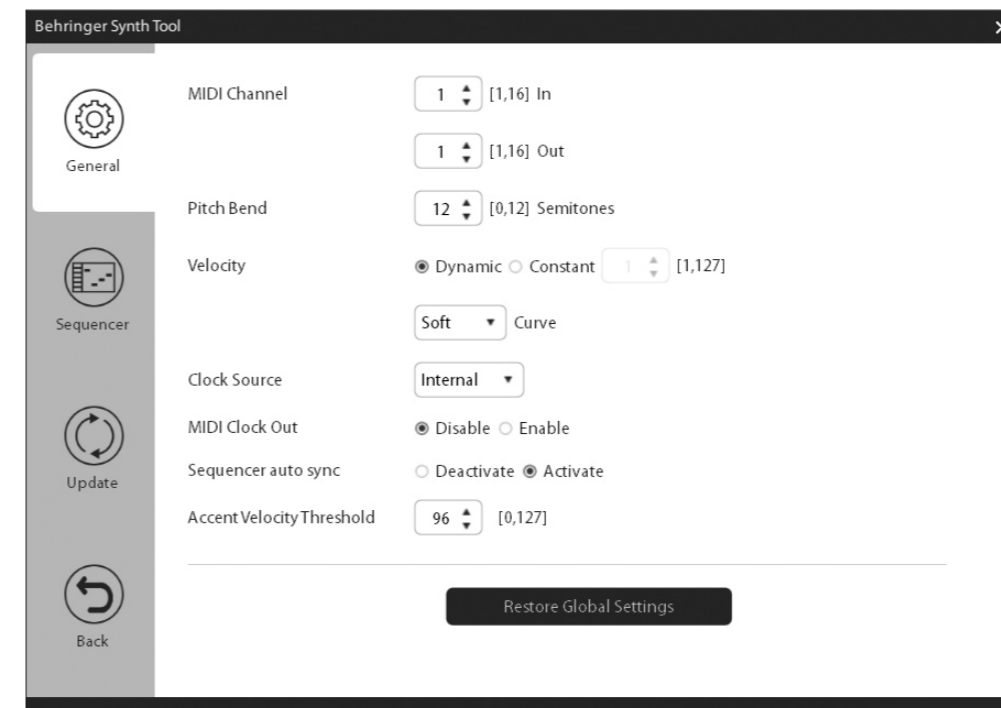 Behringer Synth Tool
General
Sequencer
Update
Back
MIDI Channel 1 [1,16] In
1 [1,16] Out
Pitch Bend 12 [0,12] Semitones
Velocity Dynamic Constant 1 [1,127]
Soft Curve
Clock Source Internal
MIDI Clock Out Disable Enable
Sequencer auto sync Deactivate Activate
Accent Velocity Threshold 96 [0,127]
Restore Global Settings